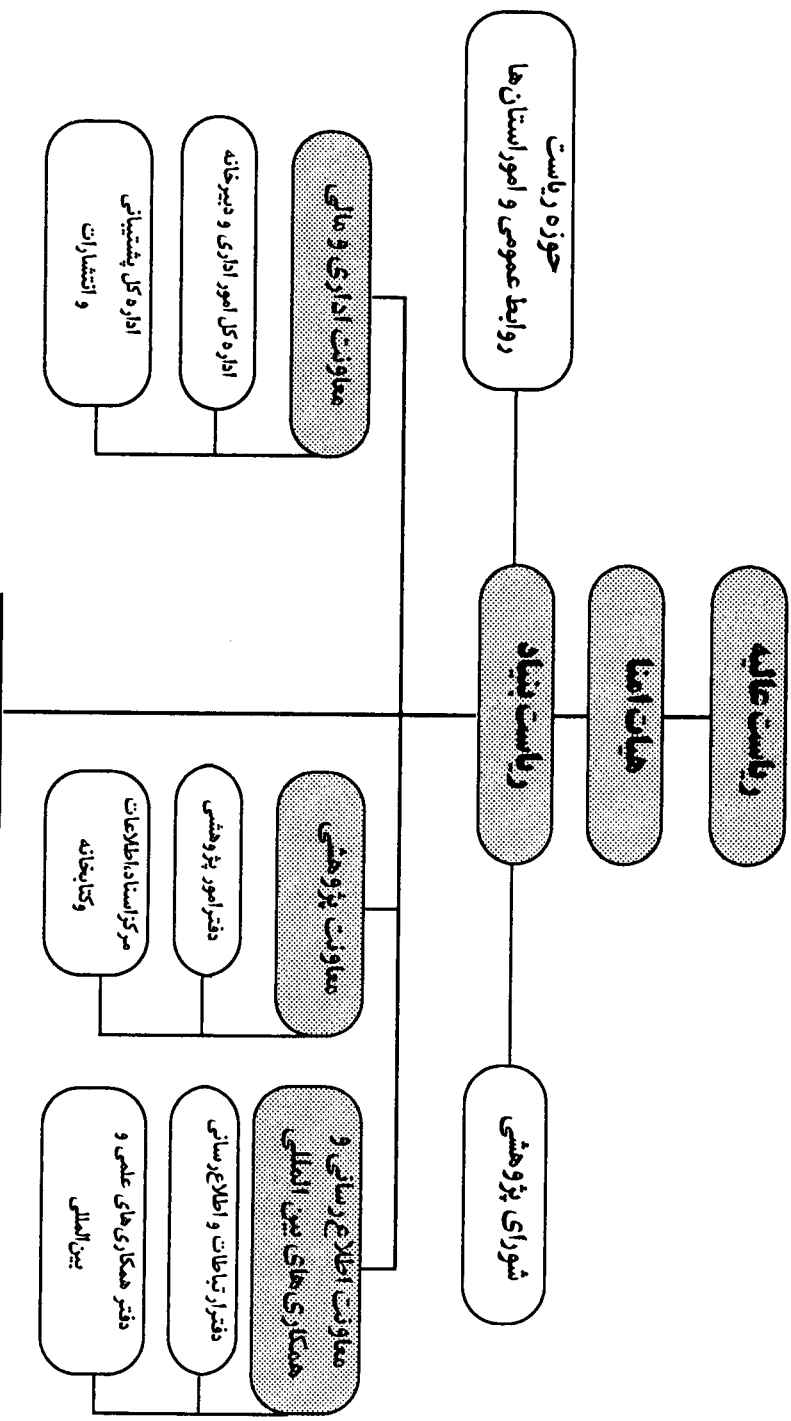 ریاست عالیه
هیات امنا
ریاست بنیاد
حوزه ریاست
روابط عمومی و امور استان‌ها
شورای پژوهشی
معاونت اداری و مالی
اداره کل امور اداری و دبیرخانه
اداره کل پشتیبانی
و انتشارات
معاونت پژوهشی
دفتر امور پژوهشی
مرکز اسناد، اطلاعات
و کتابخانه
معاونت اطلاع رسانی و
همکاری‌های بین المللی
دفتر ارتباطات و اطلاع رسانی
دفتر همکاری‌های علمی و
بین‌المللی